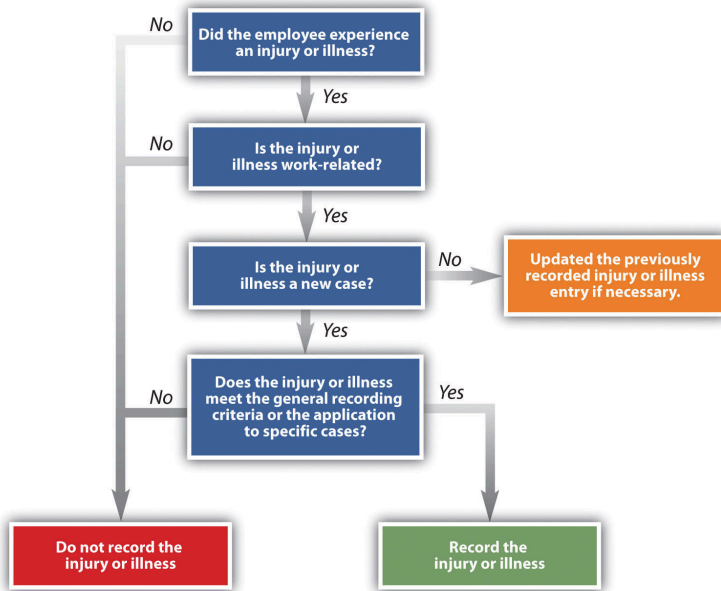 No
Did the employee experience
an injury or illness?
Yes
No
Is the injury or
illness work-related?
Yes
Is the injury or
illness a new case?
No
Updated the previously
recorded injury or illness
entry if necessary.
Yes
No
Does the injury or illness
meet the general recording
criteria or the application
to specific cases?
Yes
Do not record the
injury or illness
Record the
injury or illness